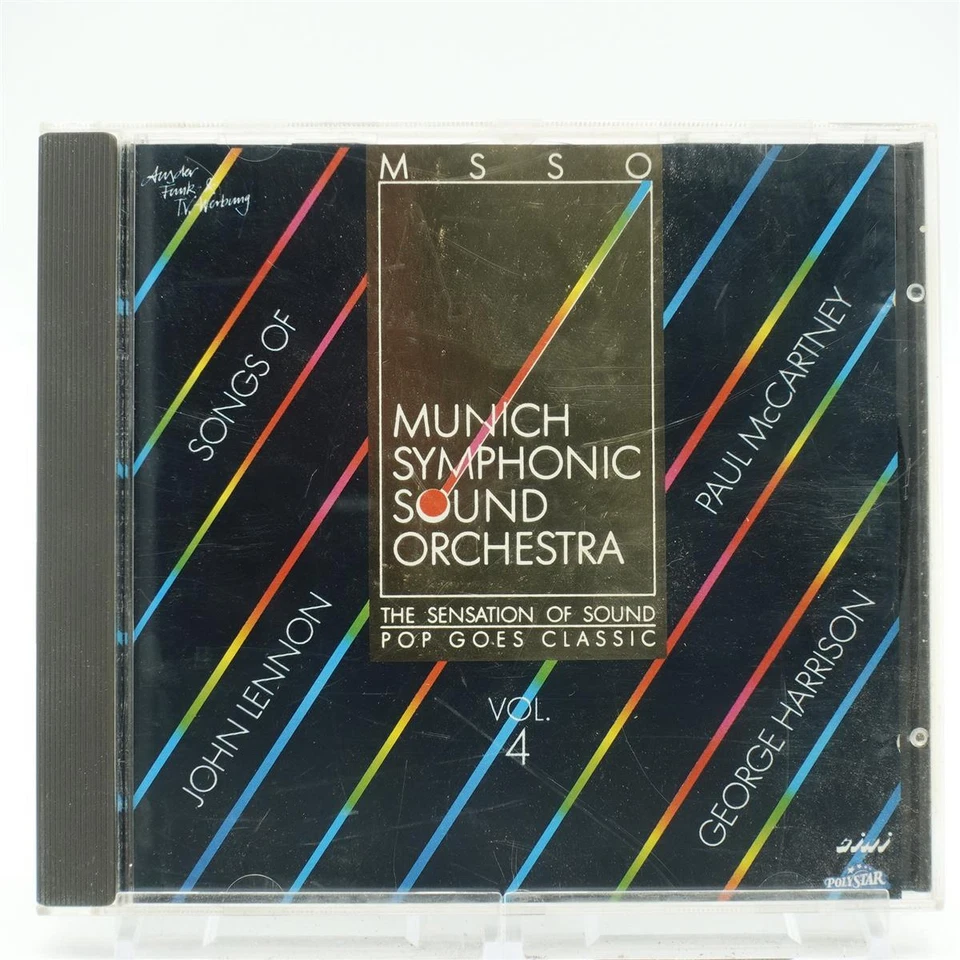 Aus der
Funk &
TV. Werbung
M S S O
SONGS OF
JOHN LENNON
PAUL McCARTNEY
GEORGE HARRISON
MUNICH
SYMPHONIC
SOUND
ORCHESTRA
THE SENSATION OF SOUND
POP GOES CLASSIC
VOL.
4
POLYSTAR